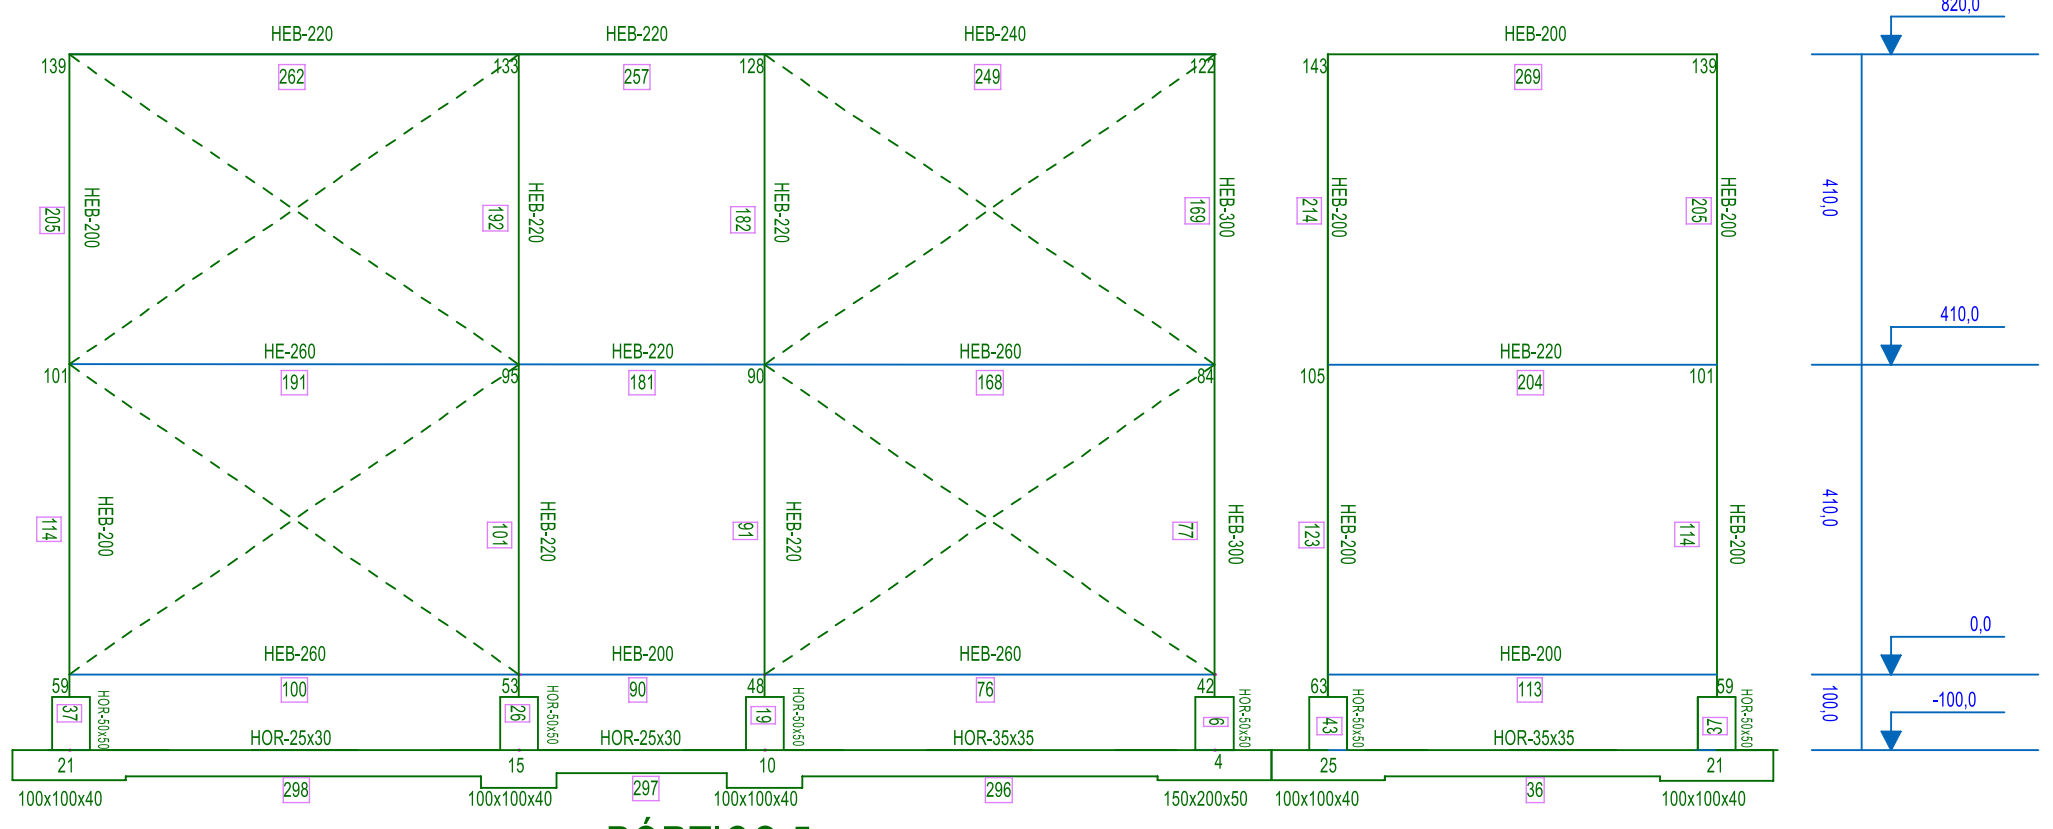 820,0
HEB-220 HEB-220 HEB-240 HEB-200
139 262 133 257 128 249 122 143 269 139
205 HEB-200 192 HEB-220 182 HEB-220 169 HEB-300 214 HEB-200 205 HEB-200 410,0
410,0
HE-260 HEB-220 HEB-260 HEB-220
101 191 95 181 90 168 84 105 204 101
114 HEB-200 101 HEB-220 91 HEB-220 77 HEB-300 123 HEB-200 114 HEB-200 410,0
0,0
HEB-260 HEB-200 HEB-260 HEB-200
59 100 53 90 48 76 42 63 113 59
37 HOR-50x50 26 HOR-50x50 19 HOR-50x50 6 HOR-50x50 43 HOR-50x50 37 HOR-50x50 100,0 -100,0
HOR-25x30 HOR-25x30 HOR-35x35 HOR-35x35
21 15 10 4 25 21
298 297 296 36
100x100x40 100x100x40 100x100x40 150x200x50 100x100x40 100x100x40
PÓRTICO